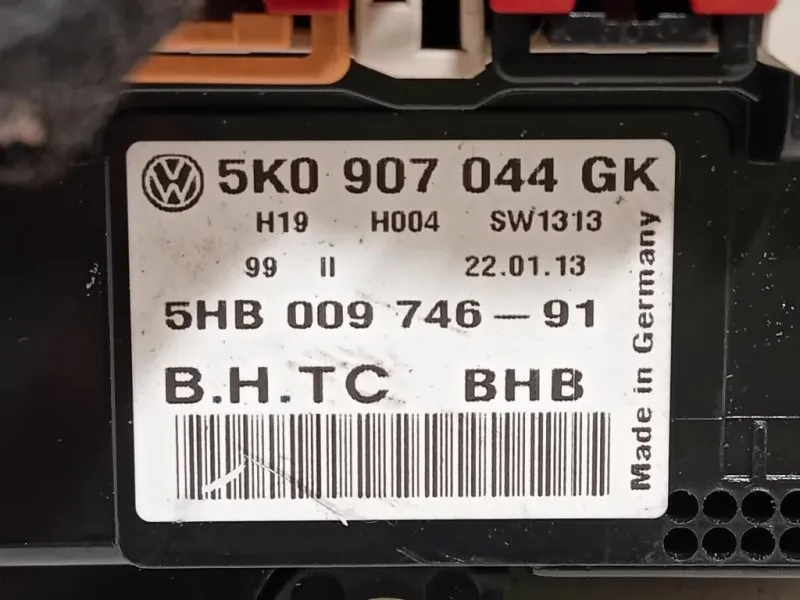 5K0 907 044 GK
H19 H004 SW1313
99 II 22.01.13
5HB 009 746-91
B.H.TC BHB
Made in Germany